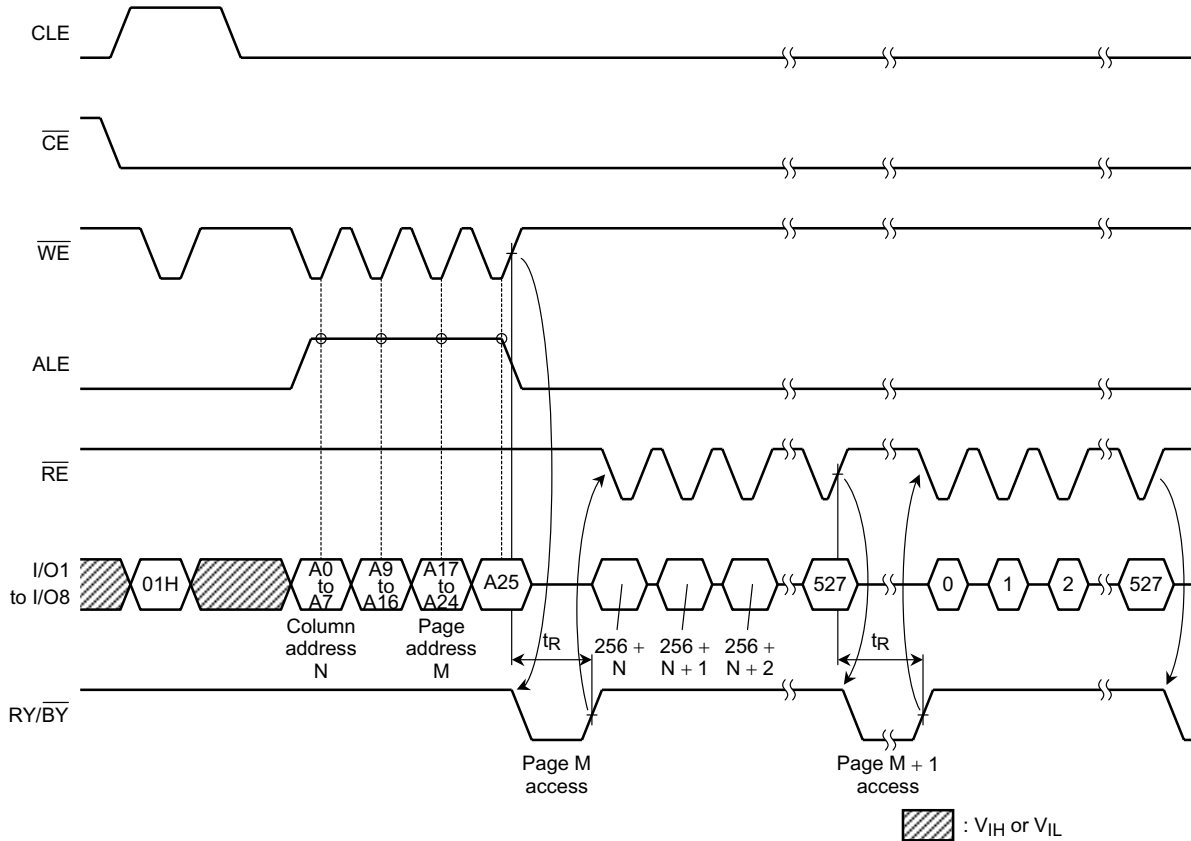 CLE
CE
WE
ALE
RE
I/O1
to I/O8
01H
A0
to
A7
A9
to
A16
A17
to
A24
A25
527
0
1
2
527
Column
address
N
Page
address
M
tR
256 +
N
256 +
N + 1
256 +
N + 2
tR
RY/BY
Page M
access
Page M + 1
access
: VIH or VIL